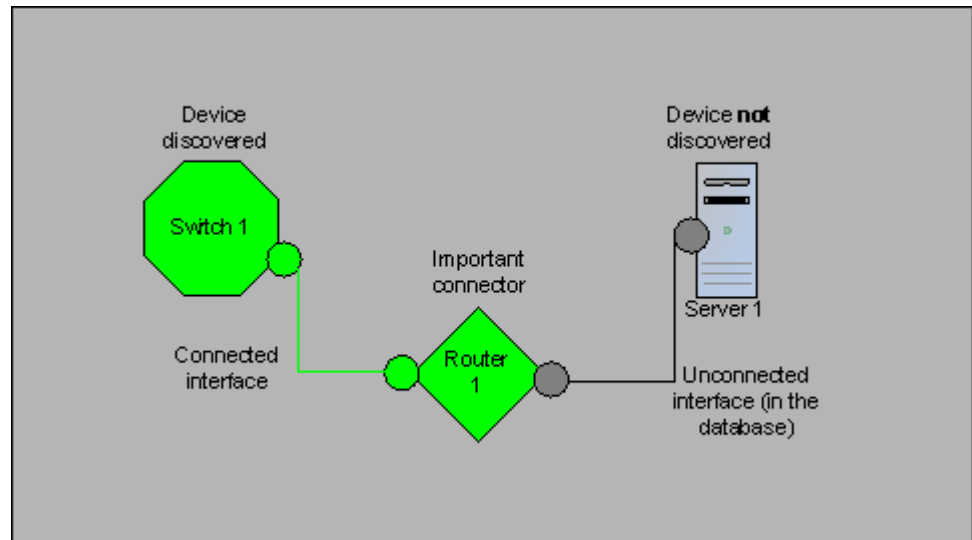 Device
discovered
Switch 1
Connected
interface
Important
connector
Router
1
Device not
discovered
Server 1
Unconnected
interface (in the
database)